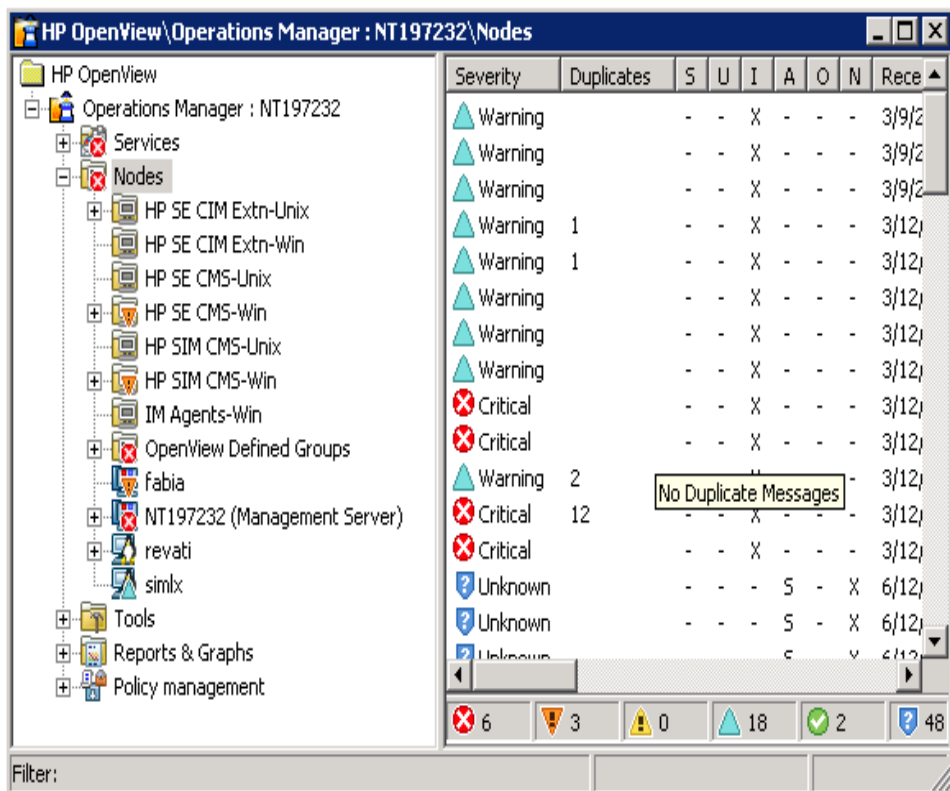 HP OpenView\Operations Manager : NT197232\Nodes
HP OpenView
Operations Manager : NT197232
Services
Nodes
HP SE CIM Extn-Unix
HP SE CIM Extn-Win
HP SE CMS-Unix
HP SE CMS-Win
HP SIM CMS-Unix
HP SIM CMS-Win
IM Agents-Win
OpenView Defined Groups
fabia
NT197232 (Management Server)
revati
simlx
Tools
Reports & Graphs
Policy management
Severity Duplicates S U I A O N Rece
Warning - - X - - - 3/9/2
Warning - - X - - - 3/9/2
Warning - - X - - - 3/9/2
Warning 1 - - X - - - 3/12/
Warning 1 - - X - - - 3/12/
Warning - - X - - - 3/12/
Warning - - X - - - 3/12/
Warning - - X - - - 3/12/
Critical - - X - - - 3/12/
Critical - - X - - - 3/12/
Warning 2 - 3/12/
No Duplicate Messages
Critical 12 - - X - - - 3/12/
Critical - - X - - - 3/12/
Unknown - - - S - X 6/12/
Unknown - - - S - X 6/12/
Unknown S X 6/12
6 3 0 18 2 48
Filter: